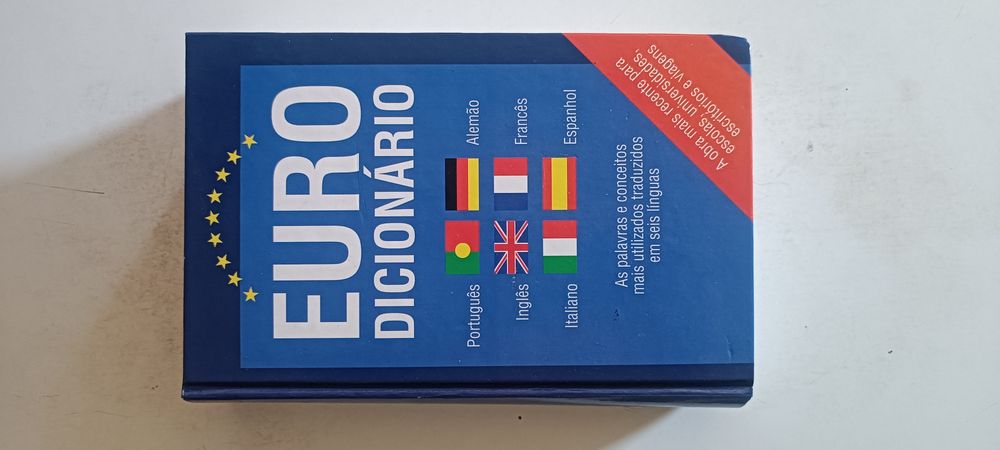 EURO
DICIONÁRIO
Português
Alemão
Inglês
Francês
Italiano
Espanhol
As palavras e conceitos
mais utilizados traduzidos
em seis línguas
A obra mais recente para
escolas, universidades,
escritórios e viagens